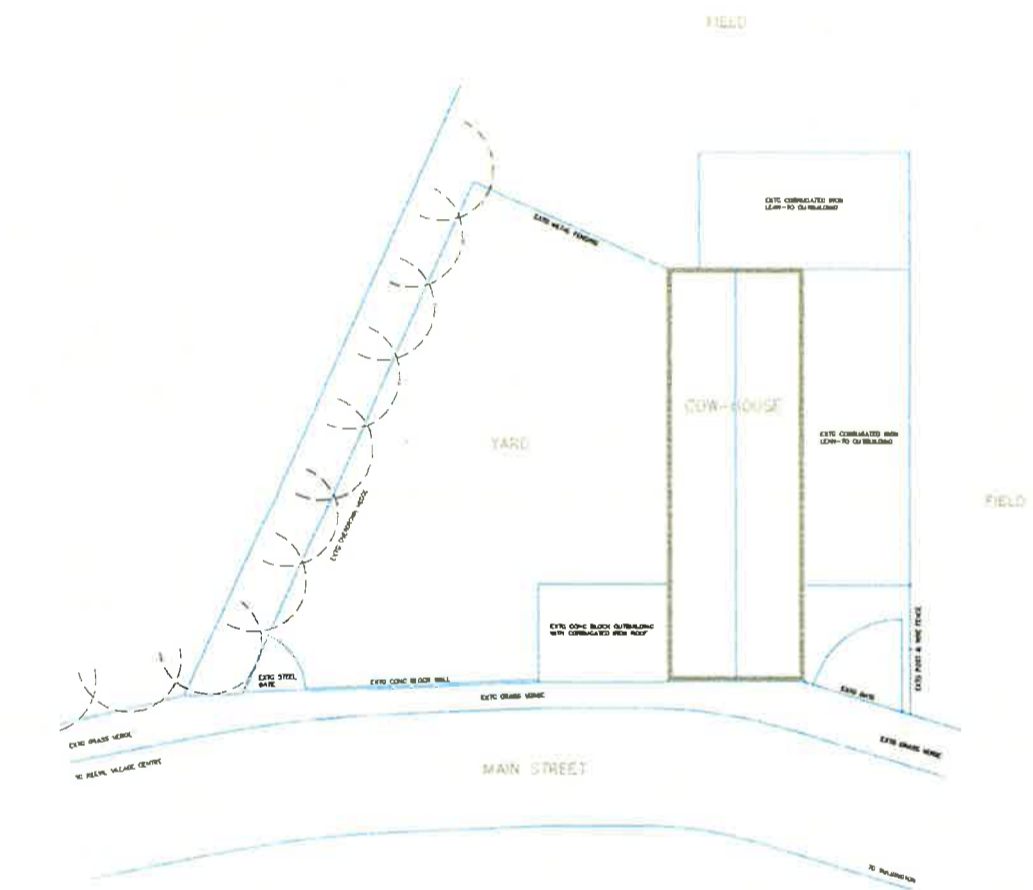 FIELD
EXTG CORRUGATED IRON
LEAN-TO OUTBUILDING
EXTG METAL FENCING
COW-HOUSE
EXTG CORRUGATED IRON
LEAN-TO OUTBUILDING
YARD
FIELD
EXTG OVERGROWN HEDGE
EXTG CONC BLOCK OUTBUILDING
WITH CORRUGATED IRON ROOF
EXTG POST & WIRE FENCE
EXTG STEEL
GATE
EXTG CONC BLOCK WALL
EXTG GATE
EXTG GRASS VERGE
EXTG GRASS VERGE
EXTG GRASS VERGE
TO VILLAGE CENTRE
MAIN STREET
TO